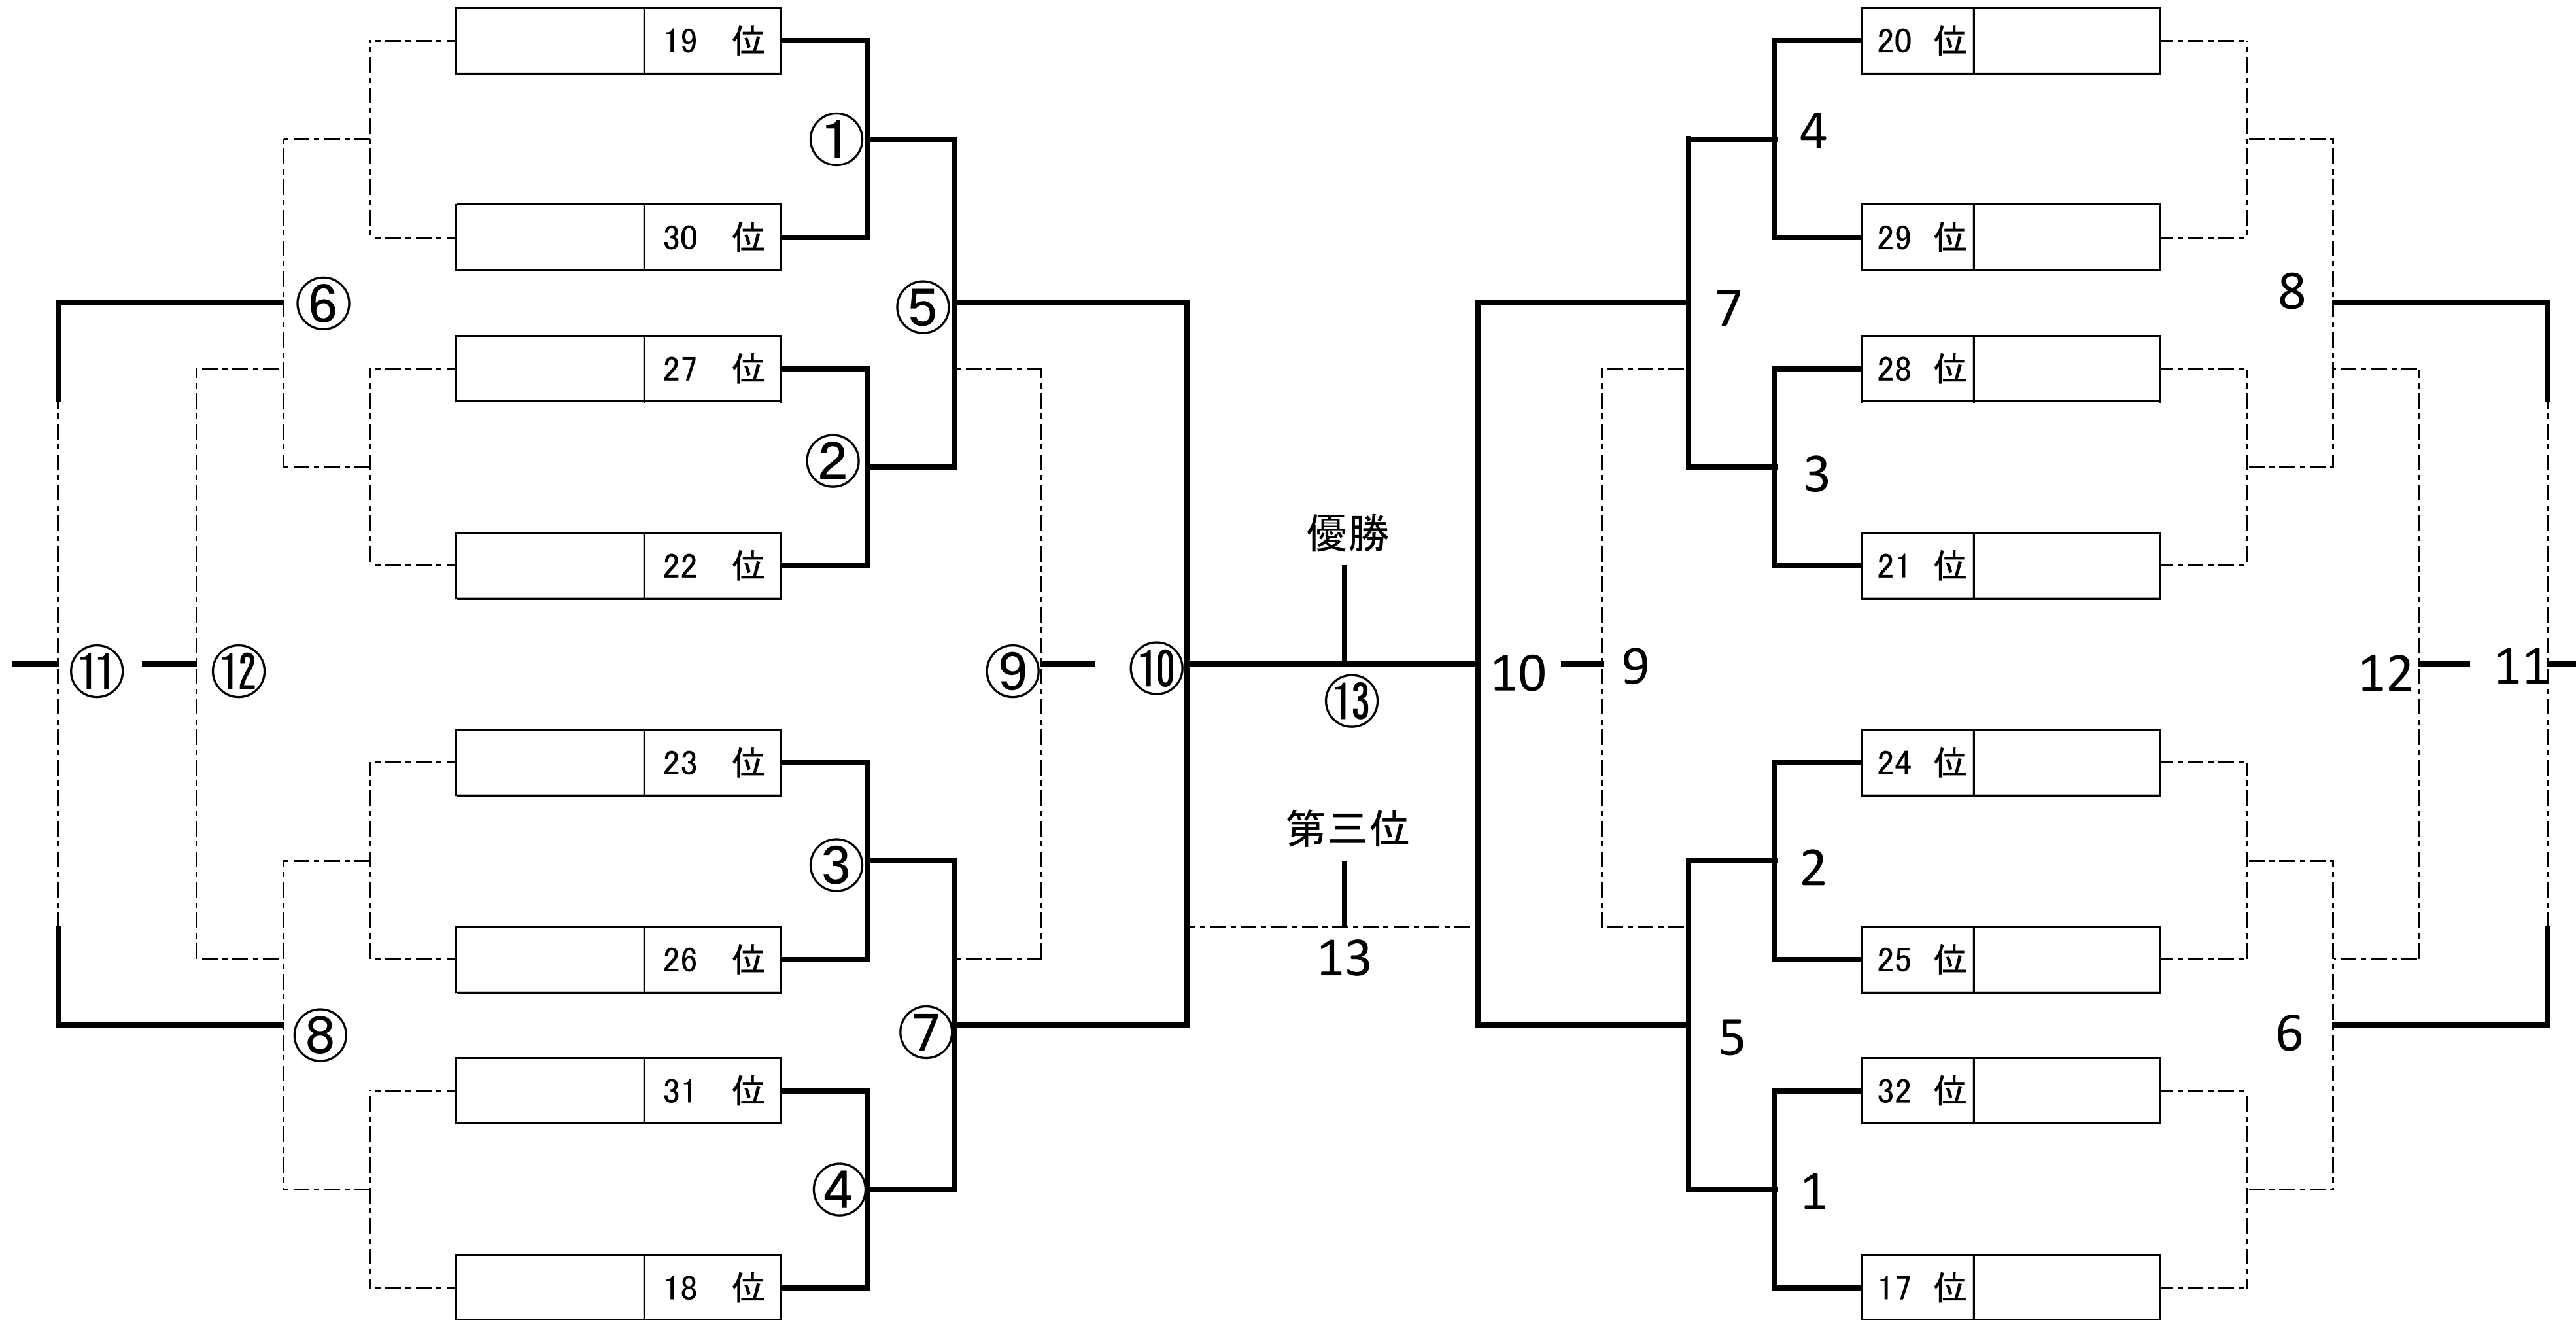 19 位
20 位
①
4
30 位
29 位
⑥
⑤
7
8
27 位
28 位
②
3
優勝
22 位
21 位
⑪
⑫
⑨
⑩
⑬
10
9
12
11
23 位
24 位
第三位
③
2
13
26 位
25 位
⑧
⑦
5
6
31 位
32 位
④
1
18 位
17 位